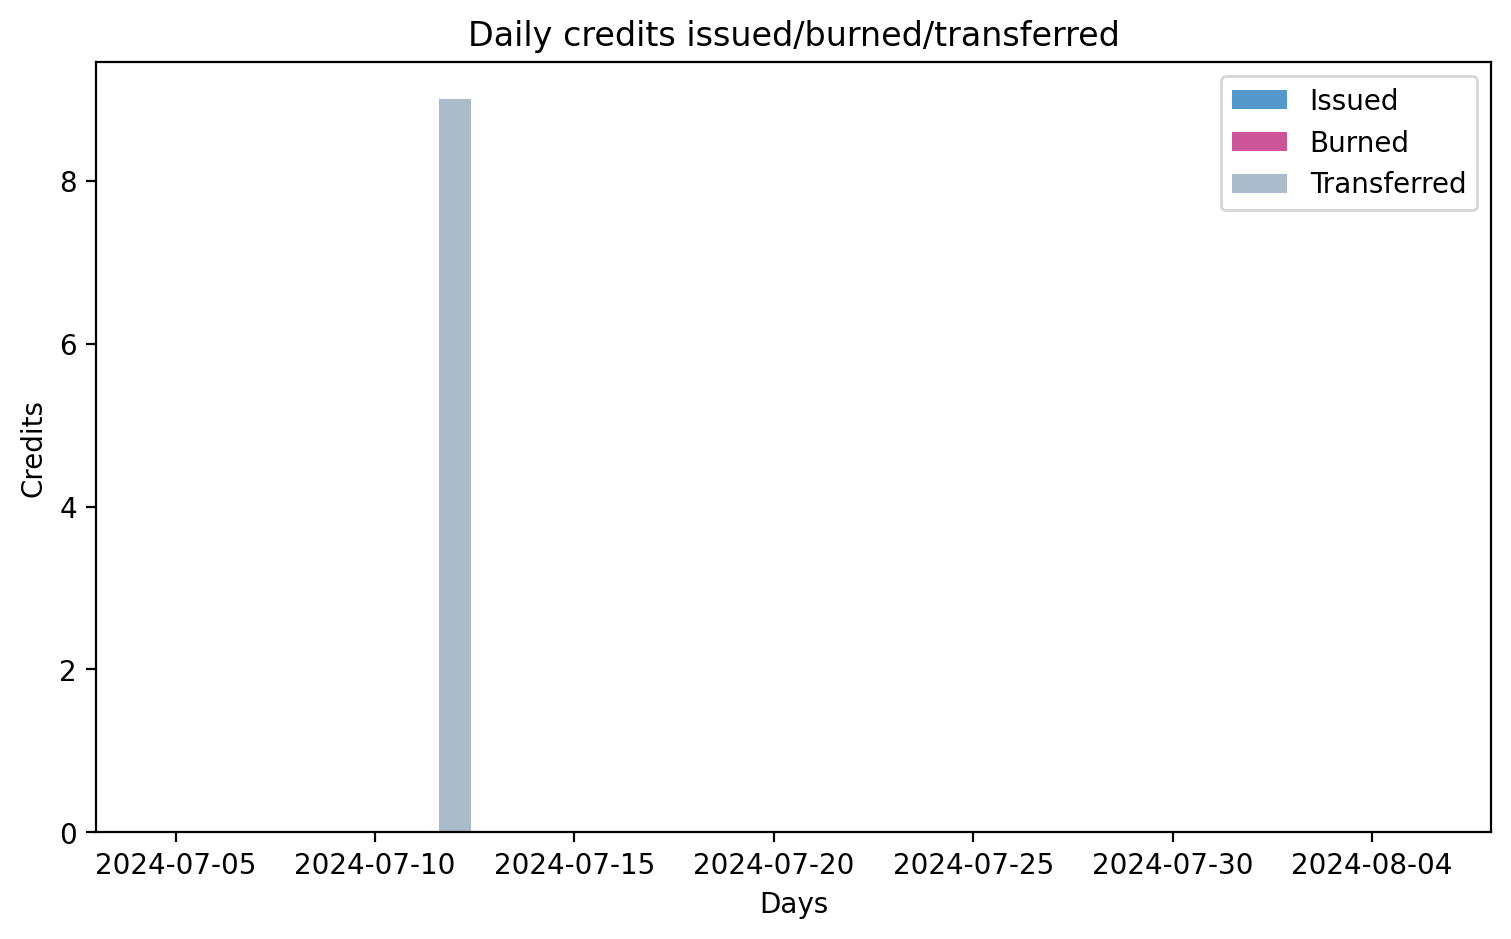 Daily credits issued/burned/transferred
Issued
Burned
Transferred
8
6
4
2
0
Credits
2024-07-05 2024-07-10 2024-07-15 2024-07-20 2024-07-25 2024-07-30 2024-08-04
Days